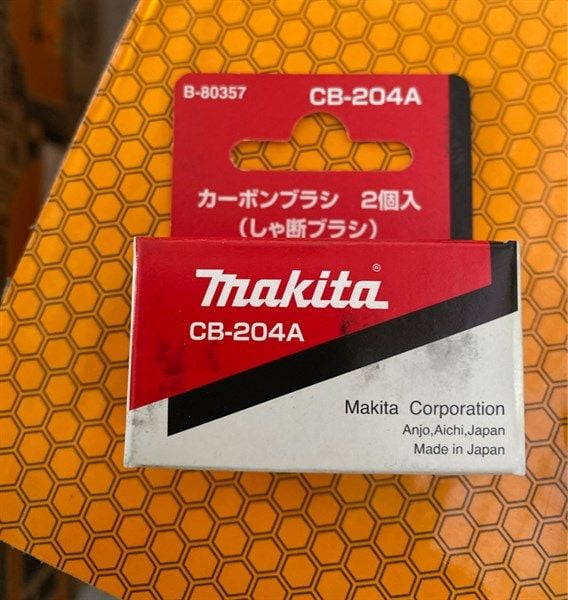 B-80357 CB-204A
カーボンブラシ 2個入
（しゃ断ブラシ）
makita®
CB-204A
Makita Corporation
Anjo,Aichi,Japan
Made in Japan